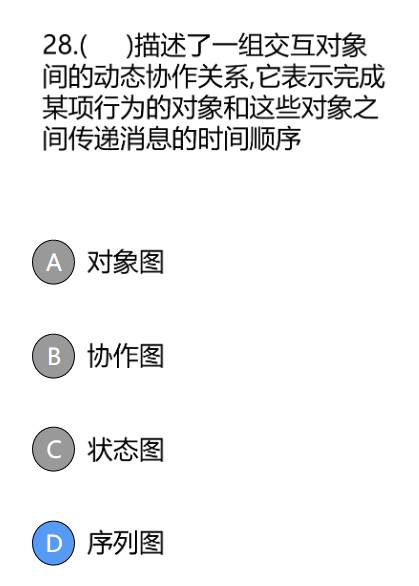 28.(     )描述了一组交互对象
间的动态协作关系,它表示完成
某项行为的对象和这些对象之
间传递消息的时间顺序
A 对象图
B 协作图
C 状态图
D 序列图